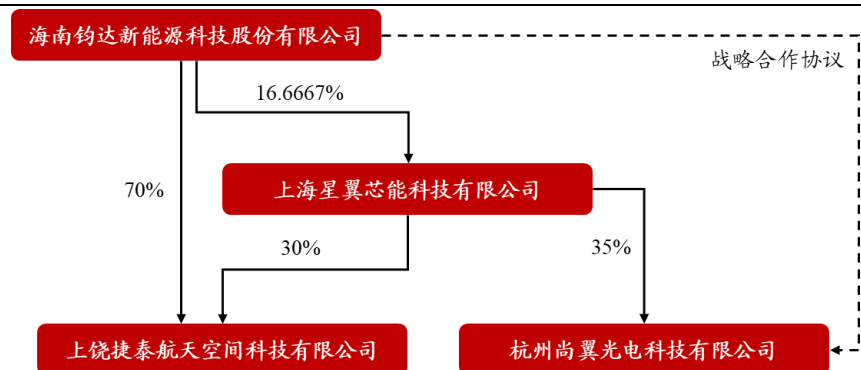 海南钧达新能源科技股份有限公司
战略合作协议
16.6667%
70%
上海星翼芯能科技有限公司
30%
35%
上饶捷泰航天空间科技有限公司
杭州尚翼光电科技有限公司